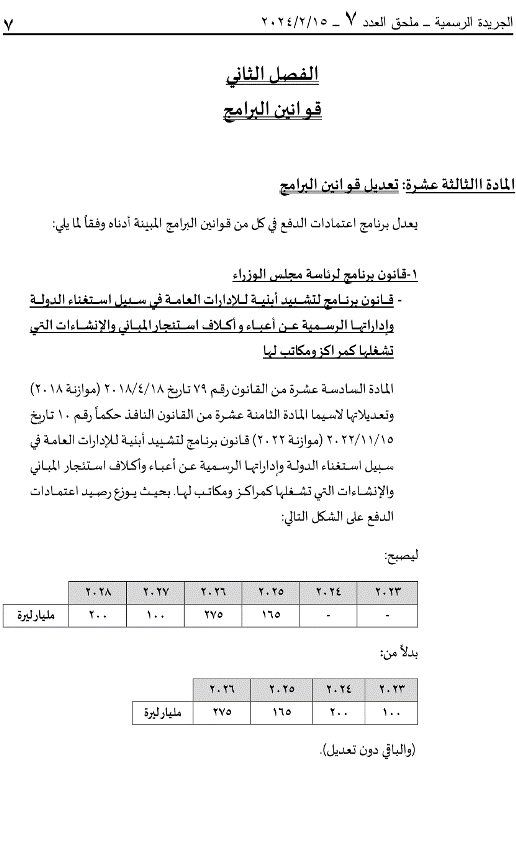 الجريدة الرسمية – ملحق العدد ٧ – ٢٠٢٤/٢/١٥
٧
الفصل الثاني
قوانين البرامج
المادة الثالثة عشرة: تعديل قوانين البرامج
يعدل برنامج اعتمادات الدفع في كل من قوانين البرامج المبينة أدناه وفقاً لما يلي:
١-قانون برنامج لرئاسة مجلس الوزراء
- قانون برنامج لتشييد أبنية للإدارات العامة في سبيل استغناء الدولة
وإداراتها الرسمية عن أعباء وأكلاف استئجار المباني والإنشاءات التي
تشغلها كمراكز ومكاتب لها
المادة السادسة عشرة من القانون رقم ٧٩ تاريخ ٢٠١٨/٤/١٨ (موازنة ٢٠١٨)
وتعديلاتها لاسيما المادة الثامنة عشرة من القانون النافذ حكماً رقم ١٠ تاريخ
٢٠٢٢/١١/١٥ (موازنة ٢٠٢٢) قانون برنامج لتشييد أبنية للإدارات العامة في
سبيل استغناء الدولة وإداراتها الرسمية عن أعباء وأكلاف استئجار المباني
والإنشاءات التي تشغلها كمراكز ومكاتب لها. بحيث يوزع رصيد اعتمادات
الدفع على الشكل التالي:
ليصبح:
٢٠٢٣ ٢٠٢٤ ٢٠٢٥ ٢٠٢٦ ٢٠٢٧ ٢٠٢٨
- - ١٦٥ ٢٧٥ ١٠٠ ٢٠٠ مليار ليرة
بدلاً من:
٢٠٢٣ ٢٠٢٤ ٢٠٢٥ ٢٠٢٦
١٠٠ ٢٠٠ ١٦٥ ٢٧٥ مليار ليرة
(والباقي دون تعديل).